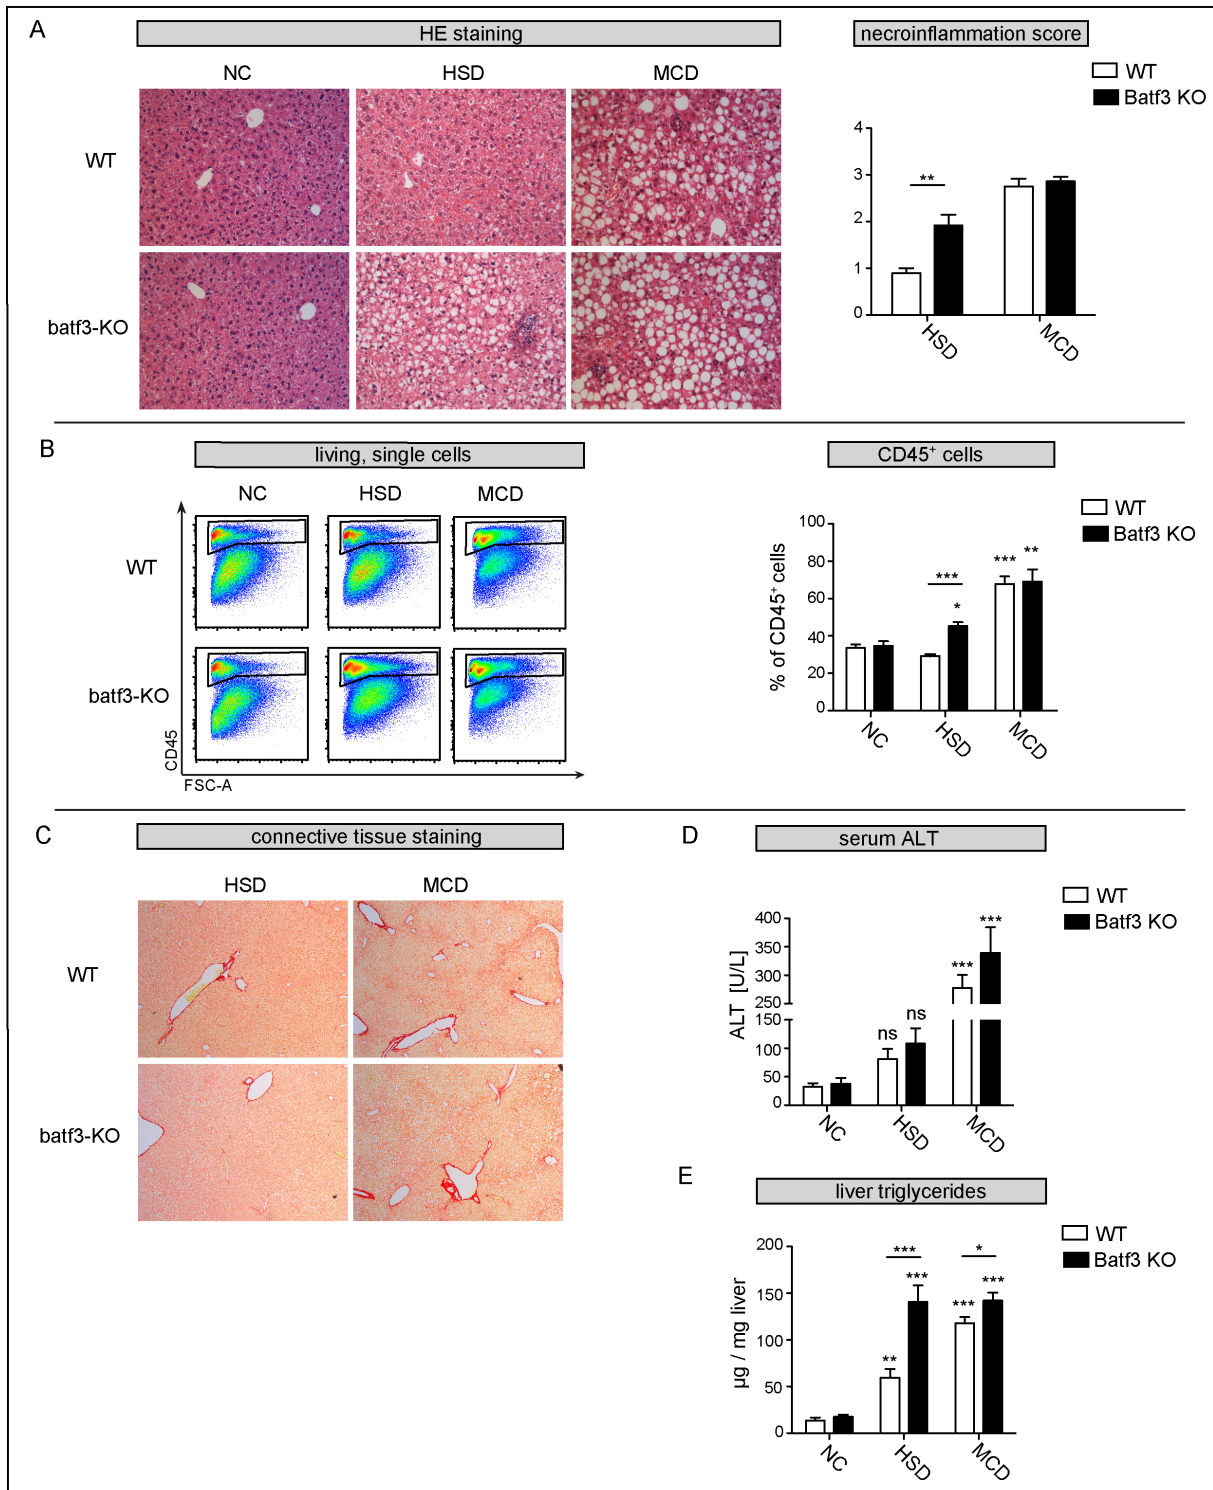 A
HE staining
necroinflammation score
NC HSD MCD
WT
Batf3 KO
WT
batf3-KO
4
3
2
1
0
**
HSD MCD
B
living, single cells
CD45+ cells
NC HSD MCD
WT
batf3-KO
CD45
FSC-A
WT
Batf3 KO
% of CD45+ cells
100
80
60
40
20
0
***
*
*** **
NC HSD MCD
C
connective tissue staining
HSD MCD
WT
batf3-KO
D
serum ALT
WT
Batf3 KO
ALT [U/L]
400
350
300
250
150
100
50
0
ns ns
*** ***
NC HSD MCD
E
liver triglycerides
WT
Batf3 KO
µg / mg liver
200
150
100
50
0
*** *
** *** *** ***
NC HSD MCD